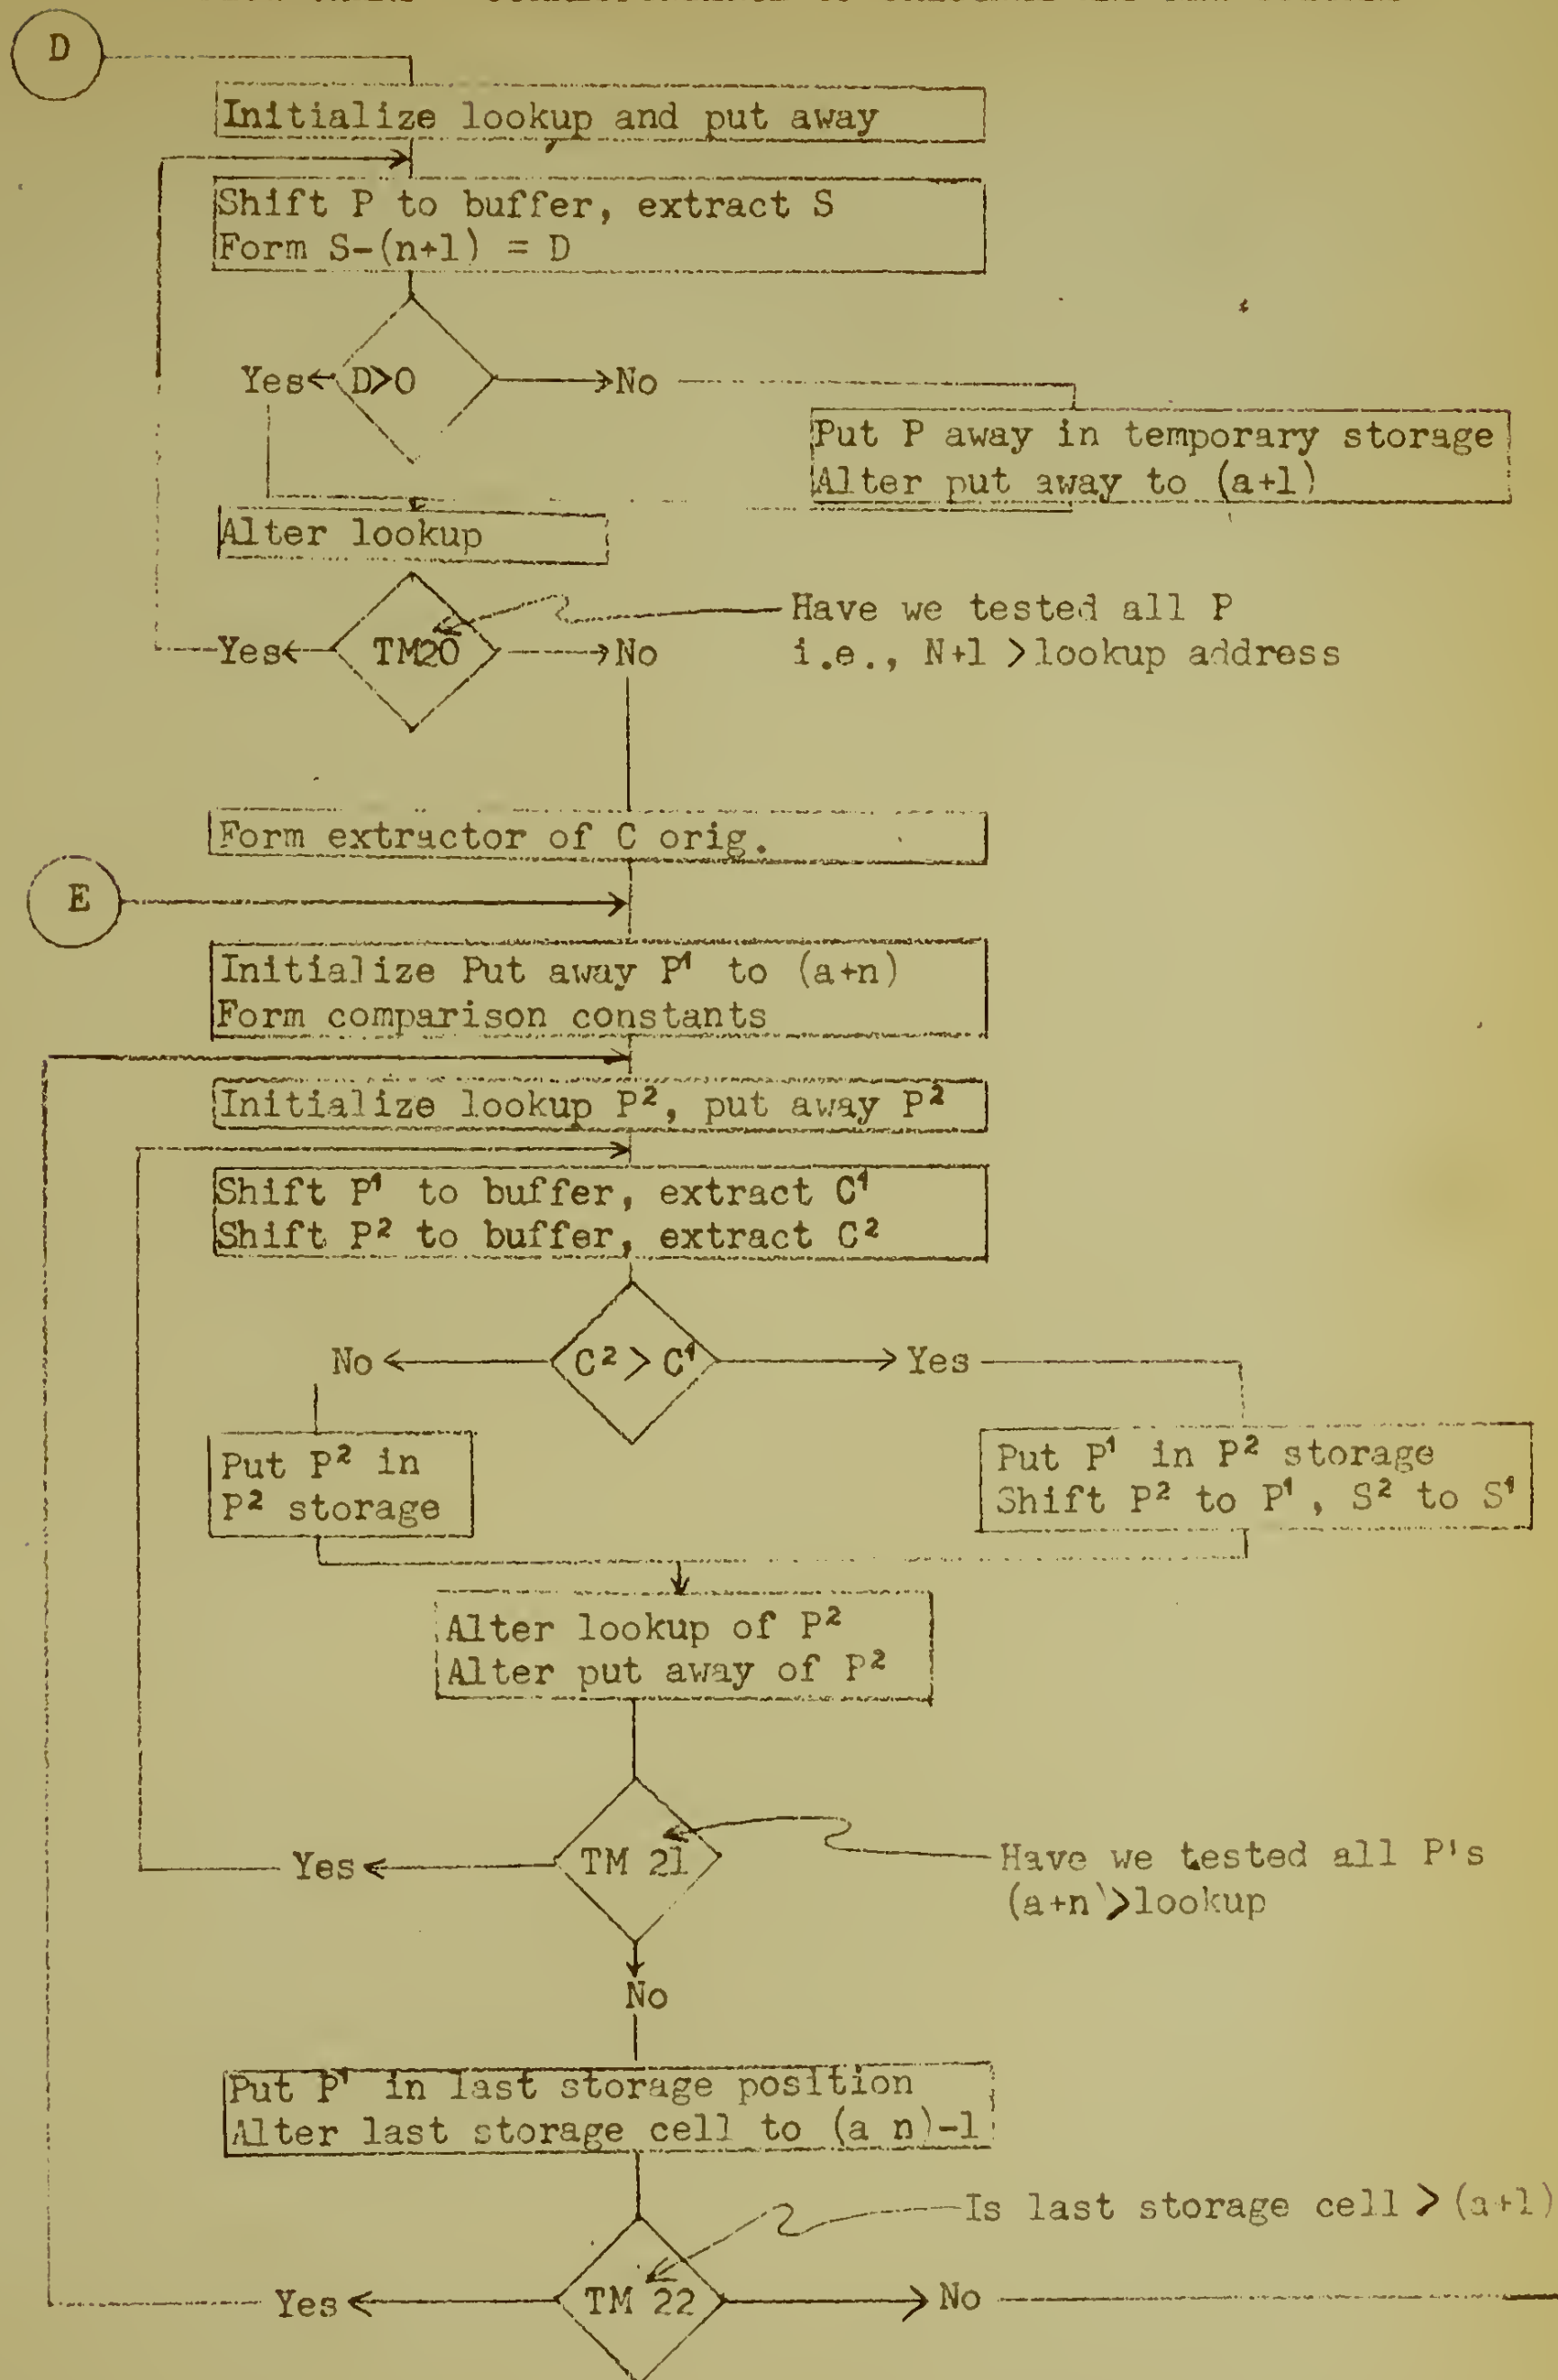 D
Initialize lookup and put away
Shift P to buffer, extract S
Form S-(n+1) = D
Yes D>0 No
Put P away in temporary storage
Alter put away to (a+1)
Alter lookup
Have we tested all P
i.e., N+1 >lookup address
Yes TM20 No
Form extractor of C orig.
E
Initialize Put away P¹ to (a+n)
Form comparison constants
Initialize lookup P², put away P²
Shift P¹ to buffer, extract C¹
Shift P² to buffer, extract C²
No C² > C¹ Yes
Put P² in
P² storage
Put P¹ in P² storage
Shift P² to P¹, S² to S¹
Alter lookup of P²
Alter put away of P²
Yes TM 21
Have we tested all P's
(a+n)>lookup
No
Put P¹ in last storage position
Alter last storage cell to (a n)-1
Is last storage cell > (a+1)
Yes TM 22 No